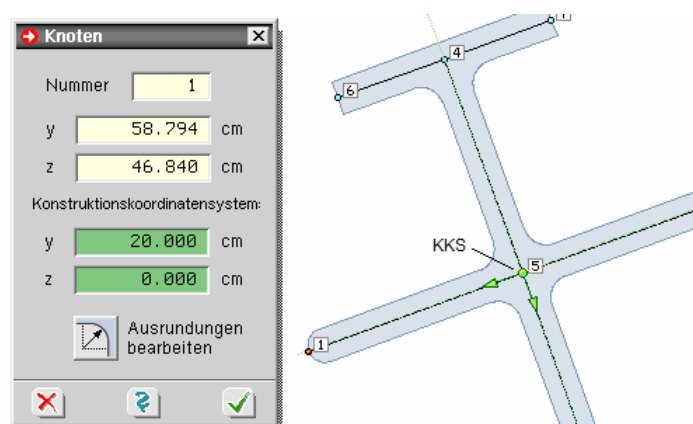 Knoten
Nummer 1
y 58.794 cm
z 46.840 cm
Konstruktionskoordinatensystem:
y 20.000 cm
z 0.000 cm
Ausrundungen
bearbeiten
4
6
KKS
5
1